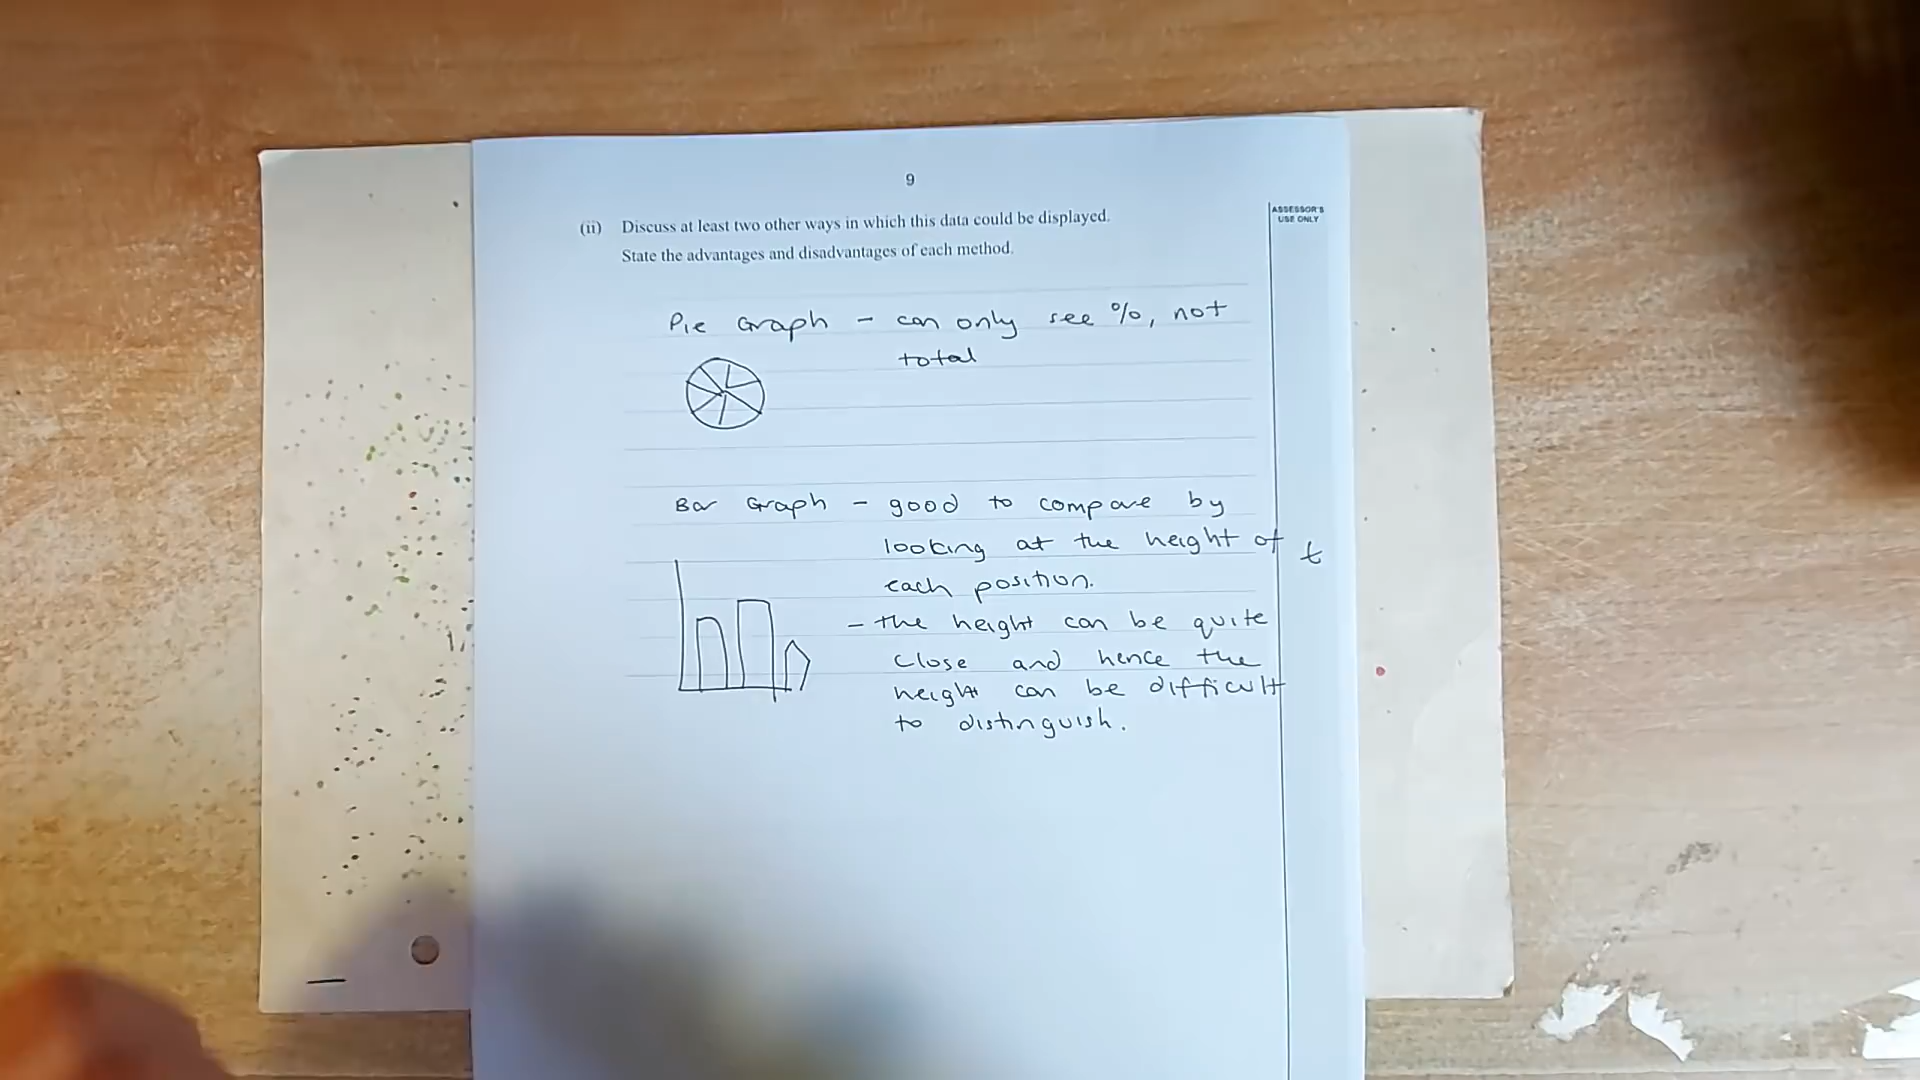 9
ASSESSOR'S
USE ONLY
(ii) Discuss at least two other ways in which this data could be displayed.
State the advantages and disadvantages of each method.
Pie Graph - can only see %, not
total
Bar Graph - good to compare by
looking at the height of t
each position.
- the height can be quite
close and hence the
height can be difficult
to distinguish.